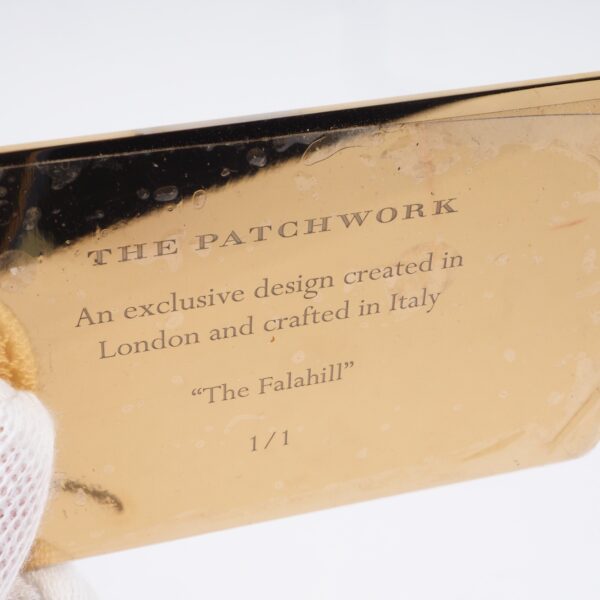 THE PATCHWORK
An exclusive design created in
London and crafted in Italy
“The Falahill”
1/1